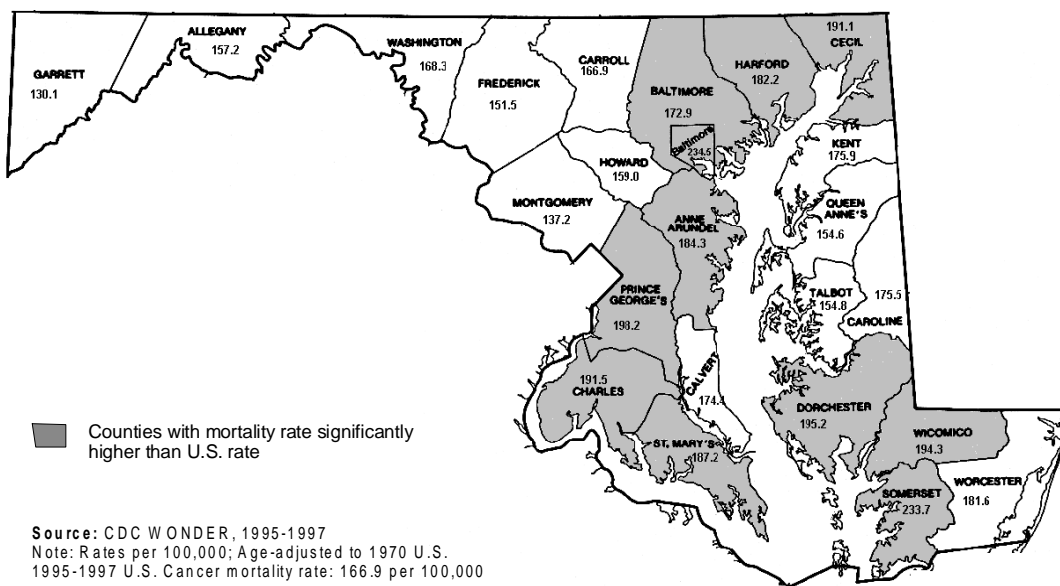 GARRETT
130.1
ALLEGANY
157.2
WASHINGTON
168.3
FREDERICK
151.5
CARROLL
166.9
BALTIMORE
172.9
Baltimore
234.5
HARFORD
182.2
191.1
CECIL
KENT
175.9
HOWARD
159.0
MONTGOMERY
137.2
ANNE
ARUNDEL
184.3
QUEEN
ANNE'S
154.6
PRINCE
GEORGE'S
198.2
TALBOT
154.8
175.5
CAROLINE
191.5
CHARLES
CALVERT
174.4
ST. MARY'S
187.2
DORCHESTER
195.2
WICOMICO
194.3
SOMERSET
233.7
WORCESTER
181.6
Counties with mortality rate significantly
higher than U.S. rate
Source: CDC WONDER, 1995-1997
Note: Rates per 100,000; Age-adjusted to 1970 U.S.
1995-1997 U.S. Cancer mortality rate: 166.9 per 100,000